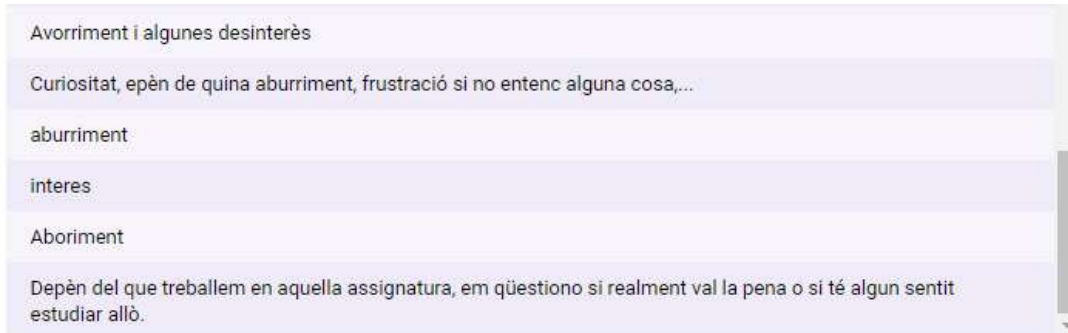 Avorriment i algunes desinterès
Curiositat, epèn de quina aburriment, frustració si no entenc alguna cosa,...
aburriment
interes
Aboriment
Depèn del que treballem en aquella assignatura, em qüestiono si realment val la pena o si té algun sentit
estudiar allò.